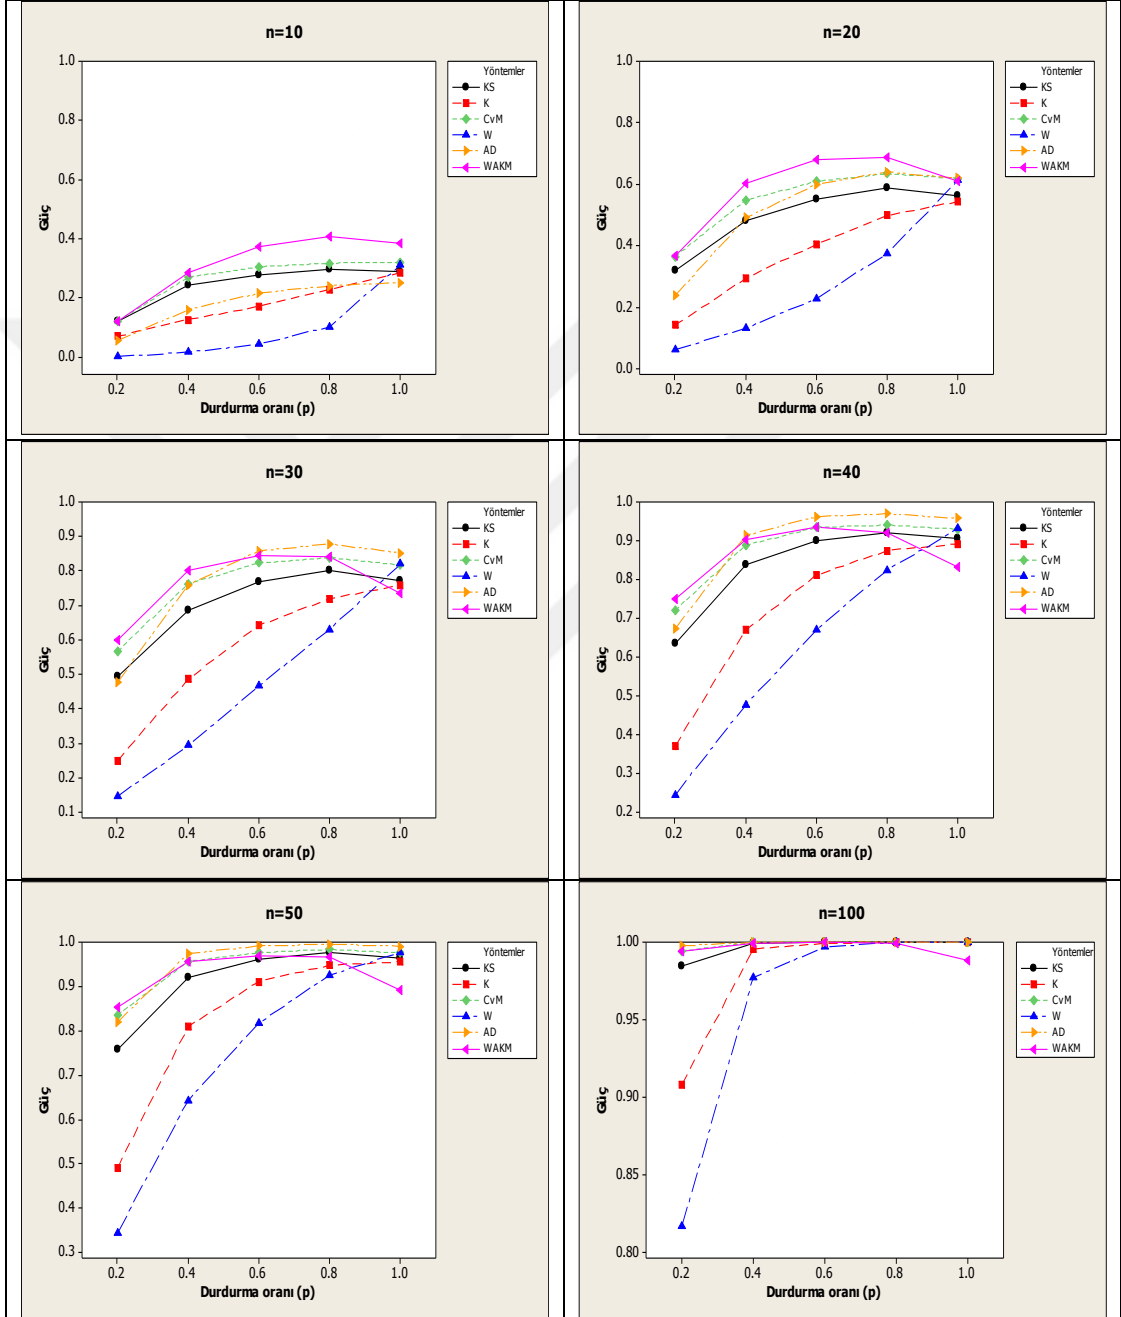 n=10
1.0
0.8
0.6
0.4
0.2
0.0
Güç
0.2 0.4 0.6 0.8 1.0
Durdurma oranı (p)
Yöntemler
KS
K
CvM
W
AD
WAKM
n=20
1.0
0.8
0.6
0.4
0.2
0.0
Güç
0.2 0.4 0.6 0.8 1.0
Durdurma oranı (p)
Yöntemler
KS
K
CvM
W
AD
WAKM
n=30
1.0
0.9
0.8
0.7
0.6
0.5
0.4
0.3
0.2
0.1
Güç
0.2 0.4 0.6 0.8 1.0
Durdurma oranı (p)
Yöntemler
KS
K
CvM
W
AD
WAKM
n=40
1.0
0.9
0.8
0.7
0.6
0.5
0.4
0.3
0.2
Güç
0.2 0.4 0.6 0.8 1.0
Durdurma oranı (p)
Yöntemler
KS
K
CvM
W
AD
WAKM
n=50
1.0
0.9
0.8
0.7
0.6
0.5
0.4
0.3
Güç
0.2 0.4 0.6 0.8 1.0
Durdurma oranı (p)
Yöntemler
KS
K
CvM
W
AD
WAKM
n=100
1.00
0.95
0.90
0.85
0.80
Güç
0.2 0.4 0.6 0.8 1.0
Durdurma oranı (p)
Yöntemler
KS
K
CvM
W
AD
WAKM